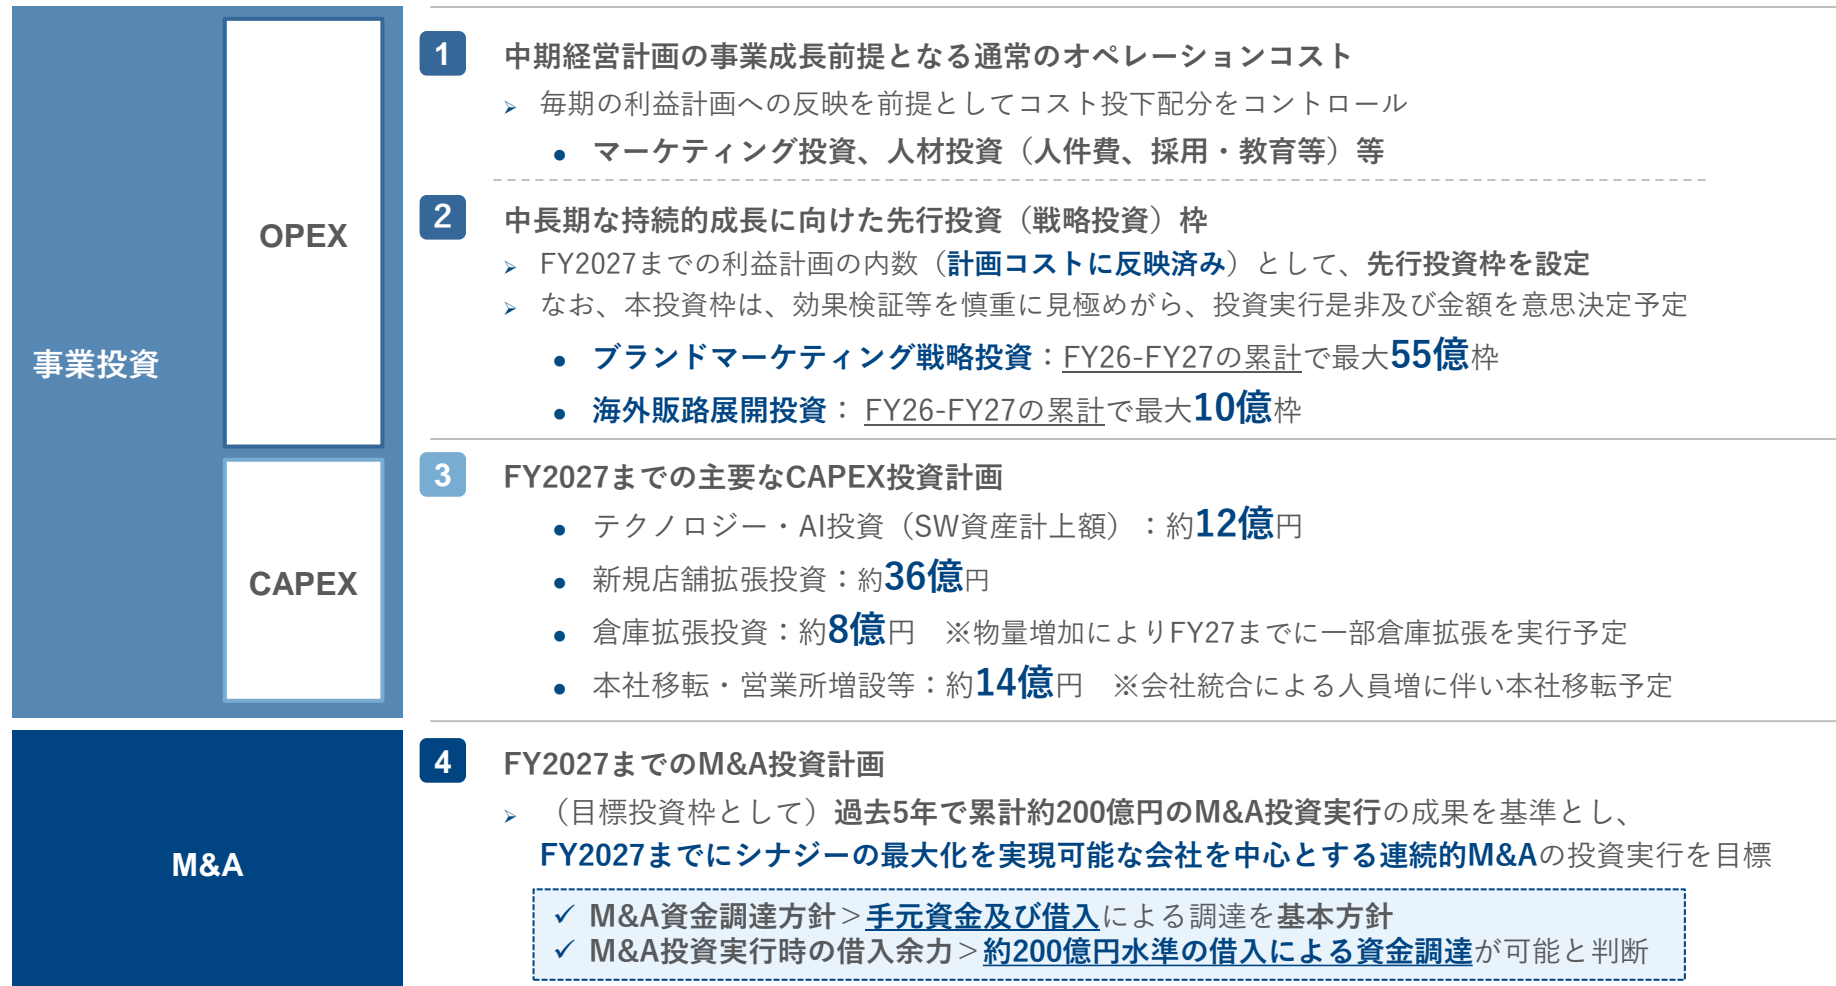 事業投資
OPEX
1 中期経営計画の事業成長前提となる通常のオペレーションコスト
➢ 毎期の利益計画への反映を前提としてコスト投下配分をコントロール
● マーケティング投資、人材投資（人件費、採用・教育等）等
2 中長期な持続的成長に向けた先行投資（戦略投資）枠
➢ FY2027までの利益計画の内数（計画コストに反映済み）として、先行投資枠を設定
➢ なお、本投資枠は、効果検証等を慎重に見極めがら、投資実行是非及び金額を意思決定予定
● ブランドマーケティング戦略投資：FY26-FY27の累計で最大55億枠
● 海外販路展開投資： FY26-FY27の累計で最大10億枠
CAPEX
3 FY2027までの主要なCAPEX投資計画
● テクノロジー・AI投資（SW資産計上額）：約12億円
● 新規店舗拡張投資：約36億円
● 倉庫拡張投資：約8億円 ※物量増加によりFY27までに一部倉庫拡張を実行予定
● 本社移転・営業所増設等：約14億円 ※会社統合による人員増に伴い本社移転予定
M&A
4 FY2027までのM&A投資計画
➢ （目標投資枠として）過去5年で累計約200億円のM&A投資実行の成果を基準とし、
FY2027までにシナジーの最大化を実現可能な会社を中心とする連続的M&Aの投資実行を目標
✓ M&A資金調達方針＞手元資金及び借入による調達を基本方針
✓ M&A投資実行時の借入余力＞約200億円水準の借入による資金調達が可能と判断